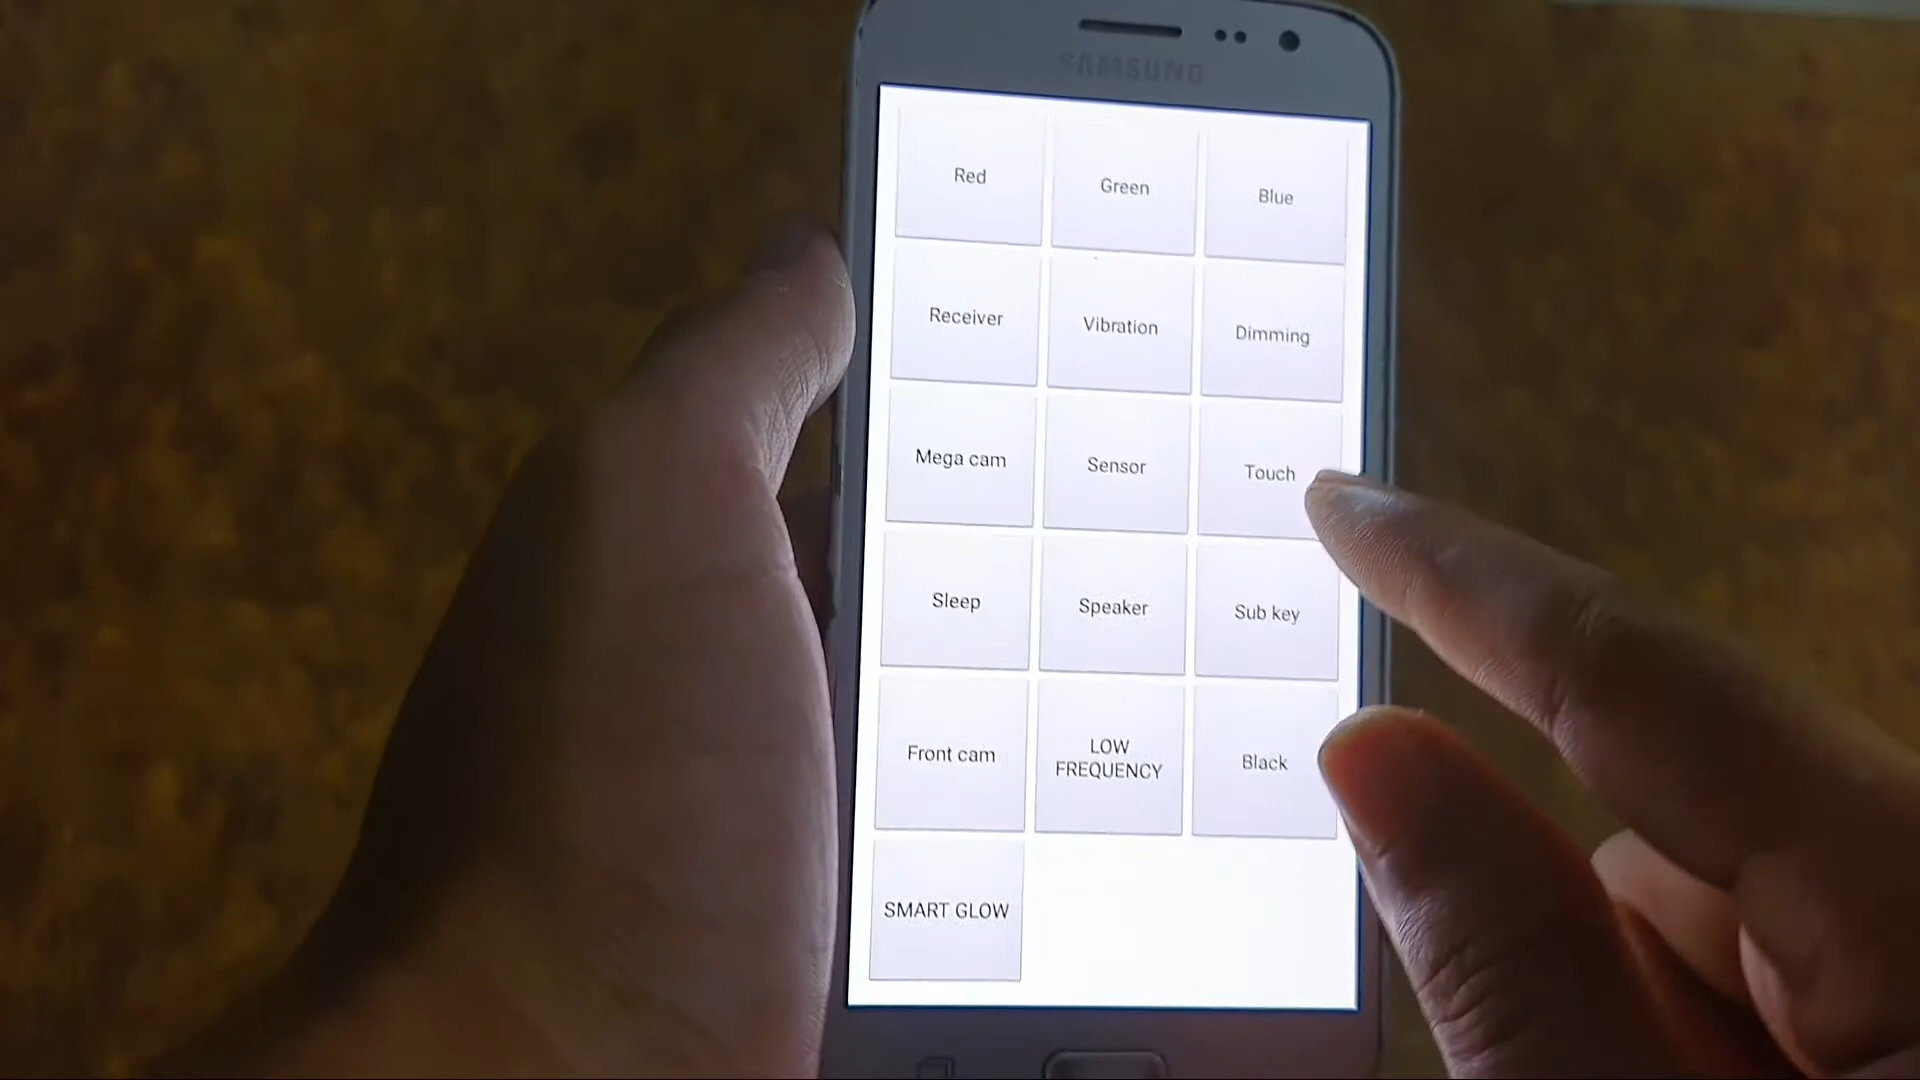 SAMSUNG
Red
Green
Blue
Receiver
Vibration
Dimming
Mega cam
Sensor
Touch
Sleep
Speaker
Sub key
Front cam
LOW
FREQUENCY
Black
SMART GLOW